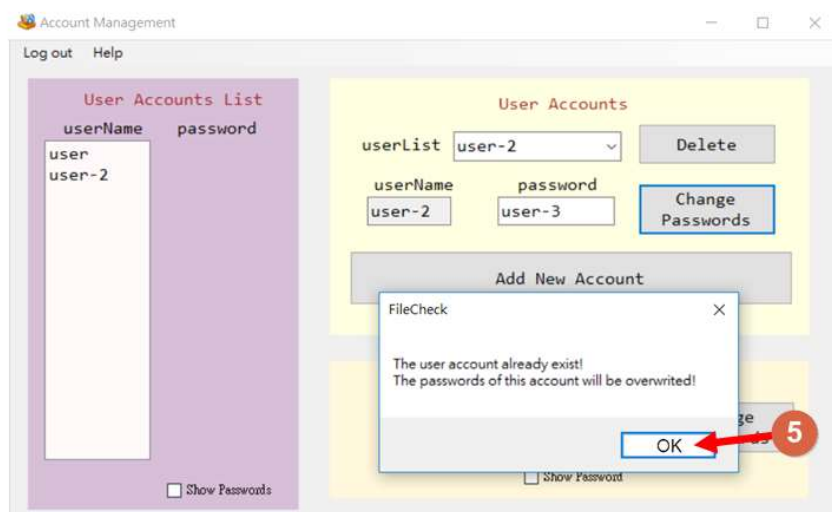 Account Management
Log out Help
User Accounts List
userName password
user
user-2
Show Passwords
User Accounts
userList user-2 Delete
userName password
user-2 user-3 Change Passwords
Add New Account
FileCheck
The user account already exist!
The passwords of this account will be overwrited!
OK
5
Show Password